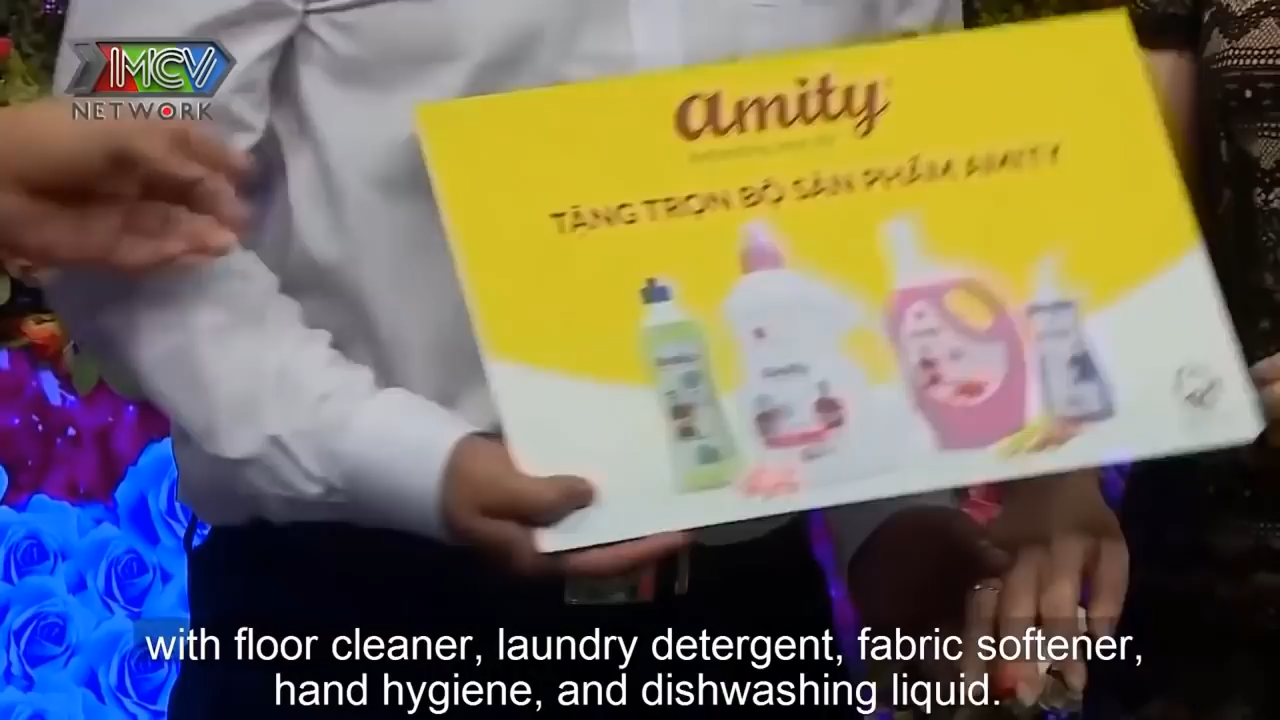 MCV
NETWORK
amity
TẶNG TRỌN BỘ SẢN PHẨM AMITY
with floor cleaner, laundry detergent, fabric softener,
hand hygiene, and dishwashing liquid.